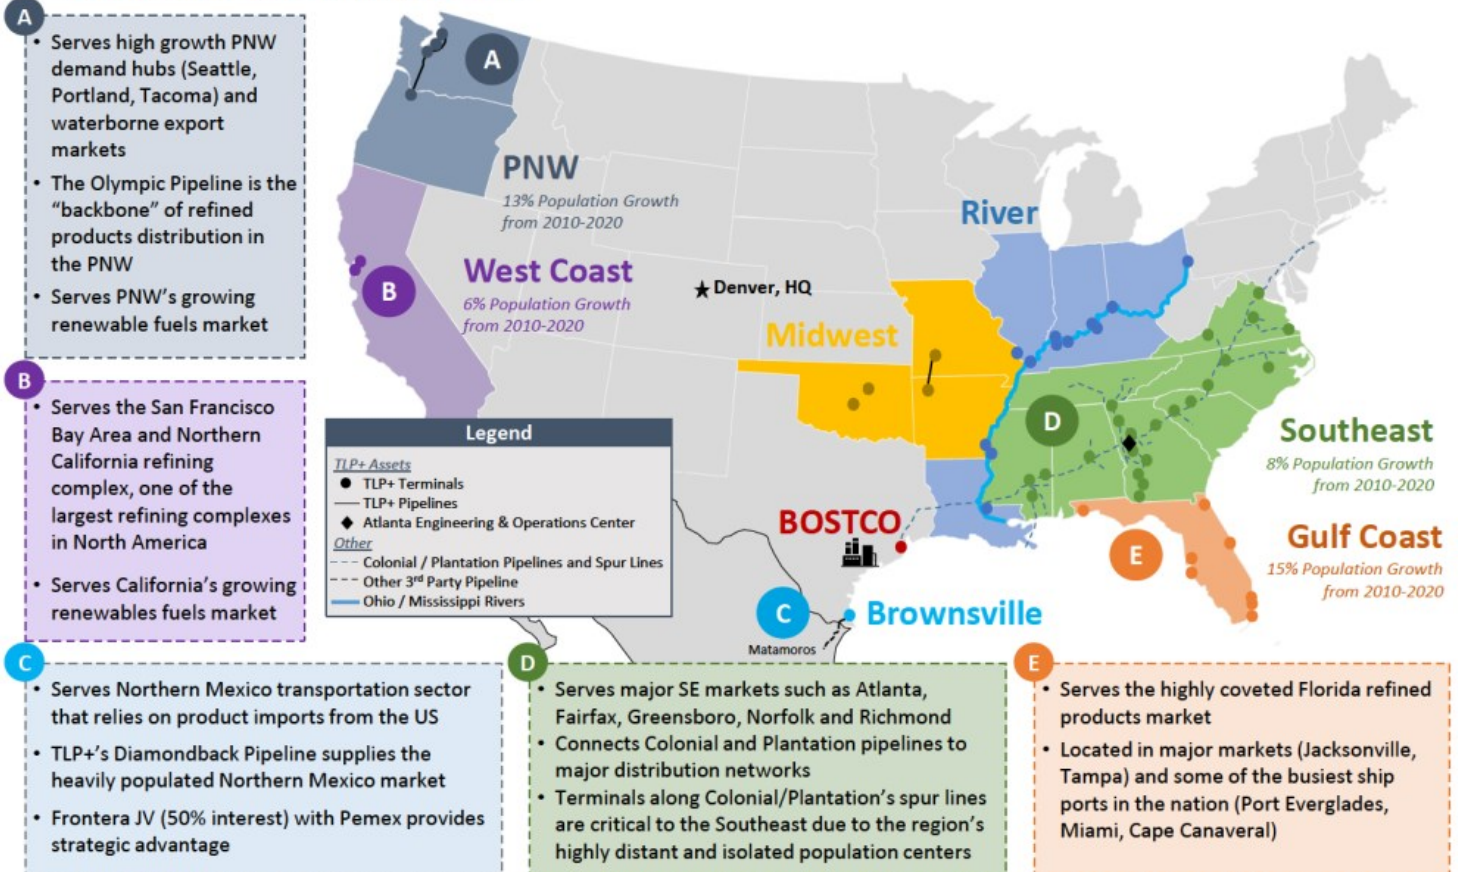 A
• Serves high growth PNW
demand hubs (Seattle,
Portland, Tacoma) and
waterborne export
markets
• The Olympic Pipeline is the
“backbone” of refined
products distribution in
the PNW
• Serves PNW’s growing
renewable fuels market
B
• Serves the San Francisco
Bay Area and Northern
California refining
complex, one of the
largest refining complexes
in North America
• Serves California’s growing
renewables fuels market
A
PNW
13% Population Growth
from 2010-2020
B
West Coast
6% Population Growth
from 2010-2020
Denver, HQ
River
Midwest
D
Southeast
8% Population Growth
from 2010-2020
BOSTCO
E
Gulf Coast
15% Population Growth
from 2010-2020
C
Brownsville
Matamoros
Legend
TLP+ Assets
TLP+ Terminals
TLP+ Pipelines
Atlanta Engineering & Operations Center
Other
Colonial / Plantation Pipelines and Spur Lines
Other 3rd Party Pipeline
Ohio / Mississippi Rivers
C
• Serves Northern Mexico transportation sector
that relies on product imports from the US
• TLP+’s Diamondback Pipeline supplies the
heavily populated Northern Mexico market
• Frontera JV (50% interest) with Pemex provides
strategic advantage
D
• Serves major SE markets such as Atlanta,
Fairfax, Greensboro, Norfolk and Richmond
• Connects Colonial and Plantation pipelines to
major distribution networks
• Terminals along Colonial/Plantation’s spur lines
are critical to the Southeast due to the region’s
highly distant and isolated population centers
E
• Serves the highly coveted Florida refined
products market
• Located in major markets (Jacksonville,
Tampa) and some of the busiest ship
ports in the nation (Port Everglades,
Miami, Cape Canaveral)